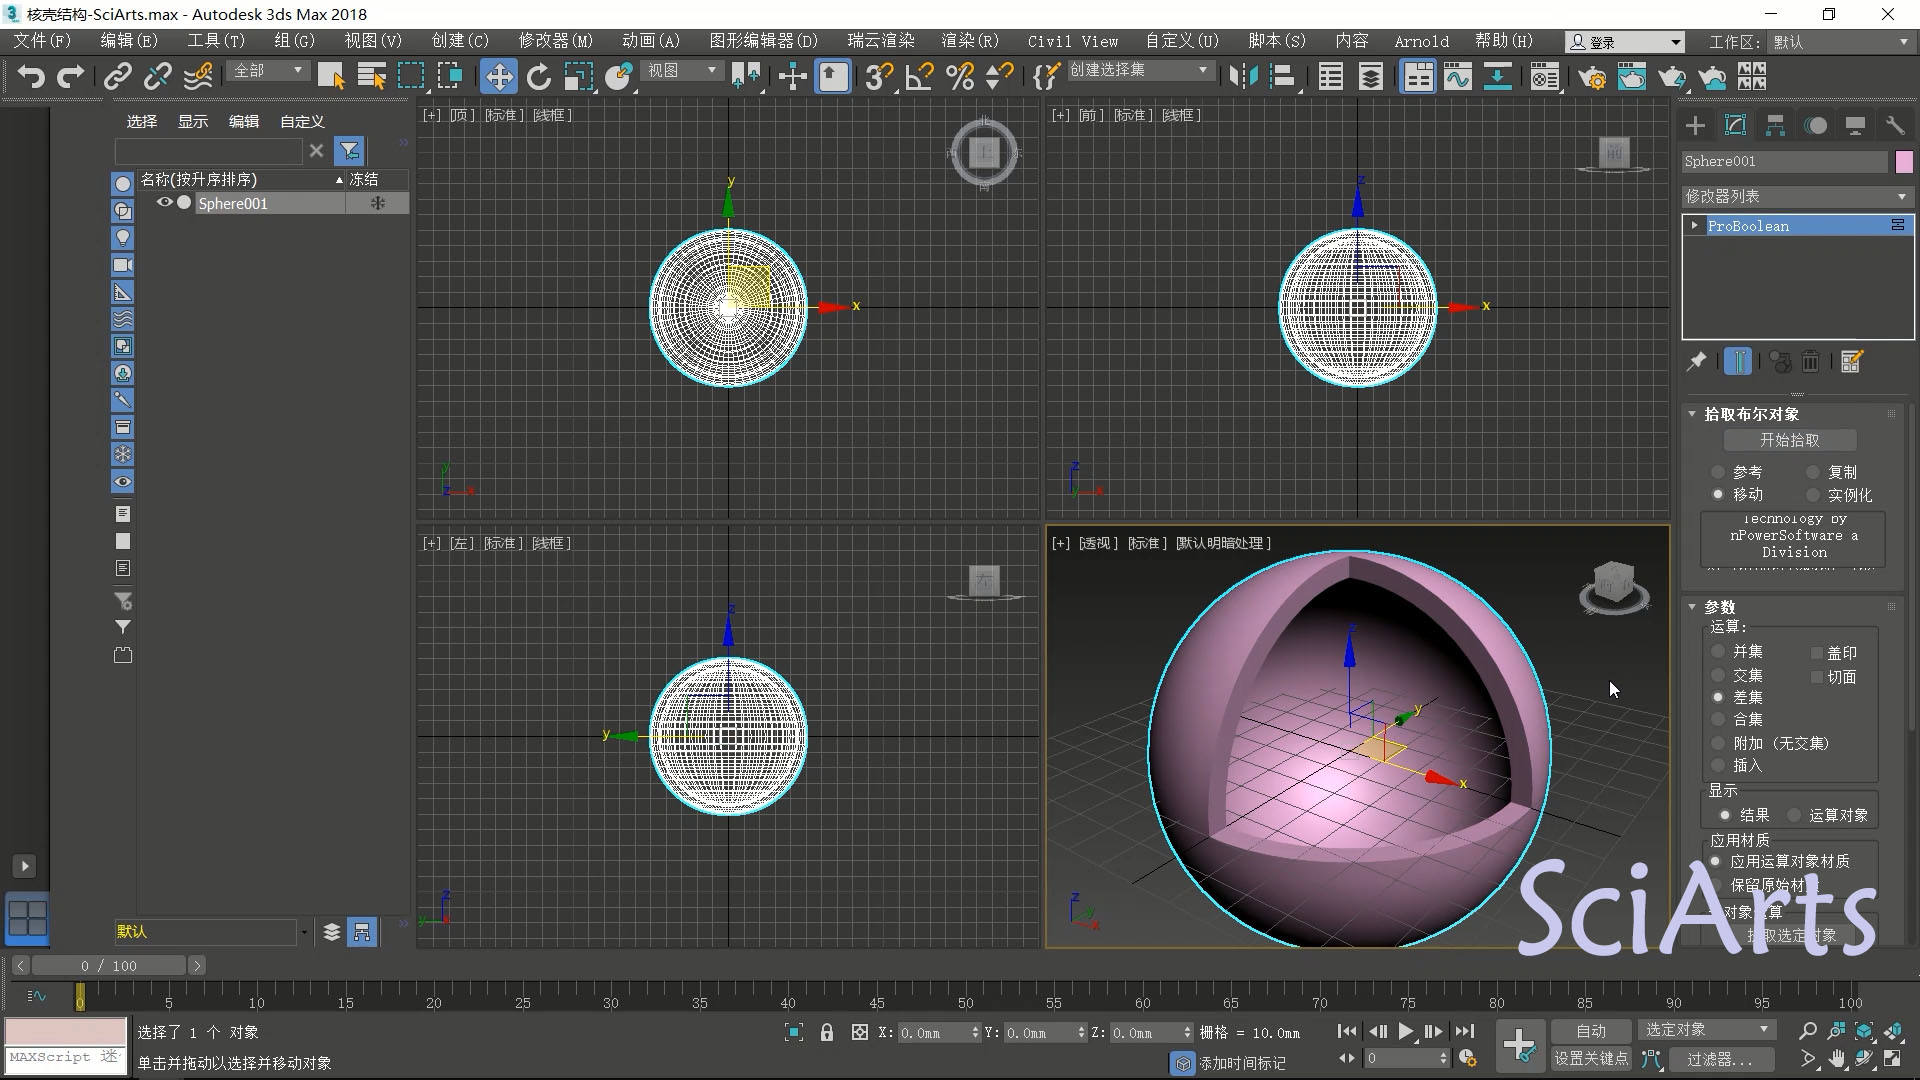 核壳结构-SciArts.max - Autodesk 3ds Max 2018
文件(F) 编辑(E) 工具(T) 组(G) 视图(V) 创建(C) 修改器(M) 动画(A) 图形编辑器(D) 瑞云渲染 渲染(R) Civil View 自定义(U) 脚本(S) 内容 Arnold 帮助(H) 登录 工作区: 默认
全部 视图 创建选择集
选择 显示 编辑 自定义
名称(按升序排序) 冻结
Sphere001
默认
[+] [顶] [标准] [线框]
上
北
南
y
x
[+] [前] [标准] [线框]
前
z
x
[+] [左] [标准] [线框]
左
z
y
[+] [透视] [标准] [默认明暗处理]
z
y
x
Sphere001
修改器列表
ProBoolean
拾取布尔对象
开始拾取
参考 复制
移动 实例化
Technology by
nPowerSoftware a
Division
参数
运算:
并集 盖印
交集 切面
差集
合集
附加 (无交集)
插入
显示
结果 运算对象
应用材质
应用运算对象材质
保留原始材
SciArts
0 / 100
0 5 10 15 20 25 30 35 40 45 50 55 60 65 70 75 80 85 90 95 100
选择了 1 个 对象
X: 0.0mm Y: 0.0mm Z: 0.0mm 栅格 = 10.0mm
自动 选定对象
MAXScript 迷
单击并拖动以选择并移动对象
添加时间标记
0
设置关键点 过滤器...